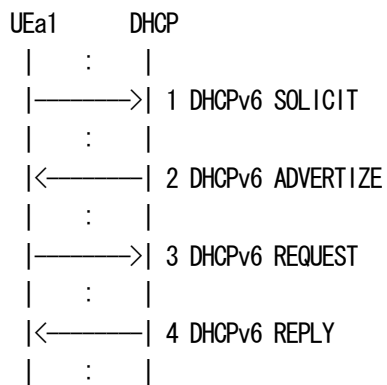 UEa1 DHCP
| : |
|--------->| 1 DHCPv6 SOLICIT
| : |
|<---------| 2 DHCPv6 ADVERTIZE
| : |
|--------->| 3 DHCPv6 REQUEST
| : |
|<---------| 4 DHCPv6 REPLY
| : |